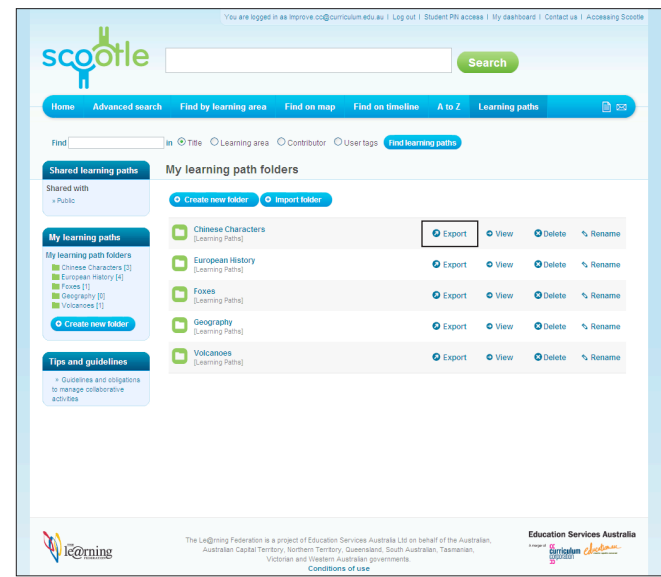 You are logged in as improve.cc@curriculum.edu.au | Log out | Student PIN access | My dashboard | Contact us | Accessing Scootle
scootle
Search
Home Advanced search Find by learning area Find on map Find on timeline A to Z Learning paths
Find in Title Learning area Contributor User tags Find learning paths
Shared learning paths
Shared with
» Public
My learning paths
My learning path folders
Chinese Characters [3]
European History [4]
Foxes [1]
Geography [0]
Volcanoes [1]
Create new folder
Tips and guidelines
» Guidelines and obligations
to manage collaborative
activities
My learning path folders
Create new folder Import folder
Chinese Characters
[Learning Paths]
Export View Delete Rename
European History
[Learning Paths]
Export View Delete Rename
Foxes
[Learning Paths]
Export View Delete Rename
Geography
[Learning Paths]
Export View Delete Rename
Volcanoes
[Learning Paths]
Export View Delete Rename
le@rning
The Le@rning Federation is a project of Education Services Australia Ltd on behalf of the Australian,
Australian Capital Territory, Northern Territory, Queensland, South Australian, Tasmanian,
Victorian and Western Australian governments.
Conditions of use
Education Services Australia
curriculum
corporation